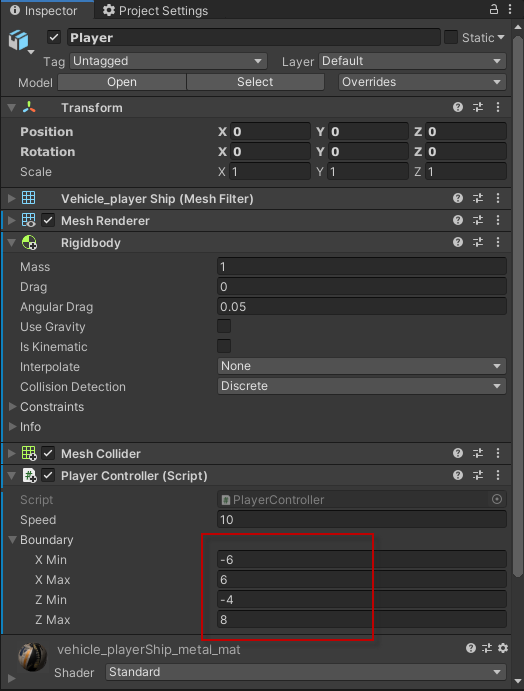 Inspector Project Settings
Player Static
Tag Untagged Layer Default
Model Open Select Overrides
Transform
Position X 0 Y 0 Z 0
Rotation X 0 Y 0 Z 0
Scale X 1 Y 1 Z 1
Vehicle_player Ship (Mesh Filter)
Mesh Renderer
Rigidbody
Mass 1
Drag 0
Angular Drag 0.05
Use Gravity
Is Kinematic
Interpolate None
Collision Detection Discrete
Constraints
Info
Mesh Collider
Player Controller (Script)
Script PlayerController
Speed 10
Boundary
X Min -6
X Max 6
Z Min -4
Z Max 8
vehicle_playerShip_metal_mat
Shader Standard